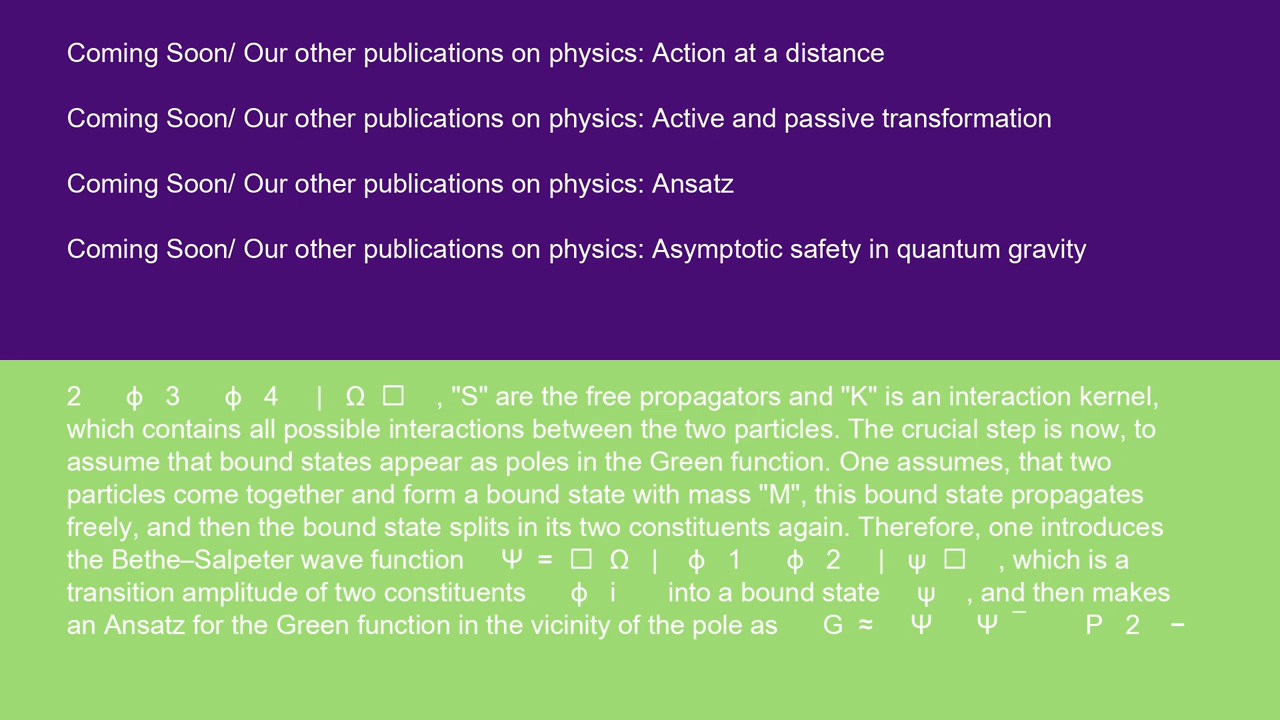 Coming Soon/ Our other publications on physics: Action at a distance
Coming Soon/ Our other publications on physics: Active and passive transformation
Coming Soon/ Our other publications on physics: Ansatz
Coming Soon/ Our other publications on physics: Asymptotic safety in quantum gravity
2 ϕ 3 ϕ 4 | Ω □ , "S" are the free propagators and "K" is an interaction kernel,
which contains all possible interactions between the two particles. The crucial step is now, to
assume that bound states appear as poles in the Green function. One assumes, that two
particles come together and form a bound state with mass "M", this bound state propagates
freely, and then the bound state splits in its two constituents again. Therefore, one introduces
the Bethe–Salpeter wave function Ψ = □ Ω | ϕ 1 ϕ 2 | ψ □ , which is a
transition amplitude of two constituents ϕ i into a bound state ψ , and then makes
an Ansatz for the Green function in the vicinity of the pole as G ≈ Ψ Ψ ¯ P 2 −